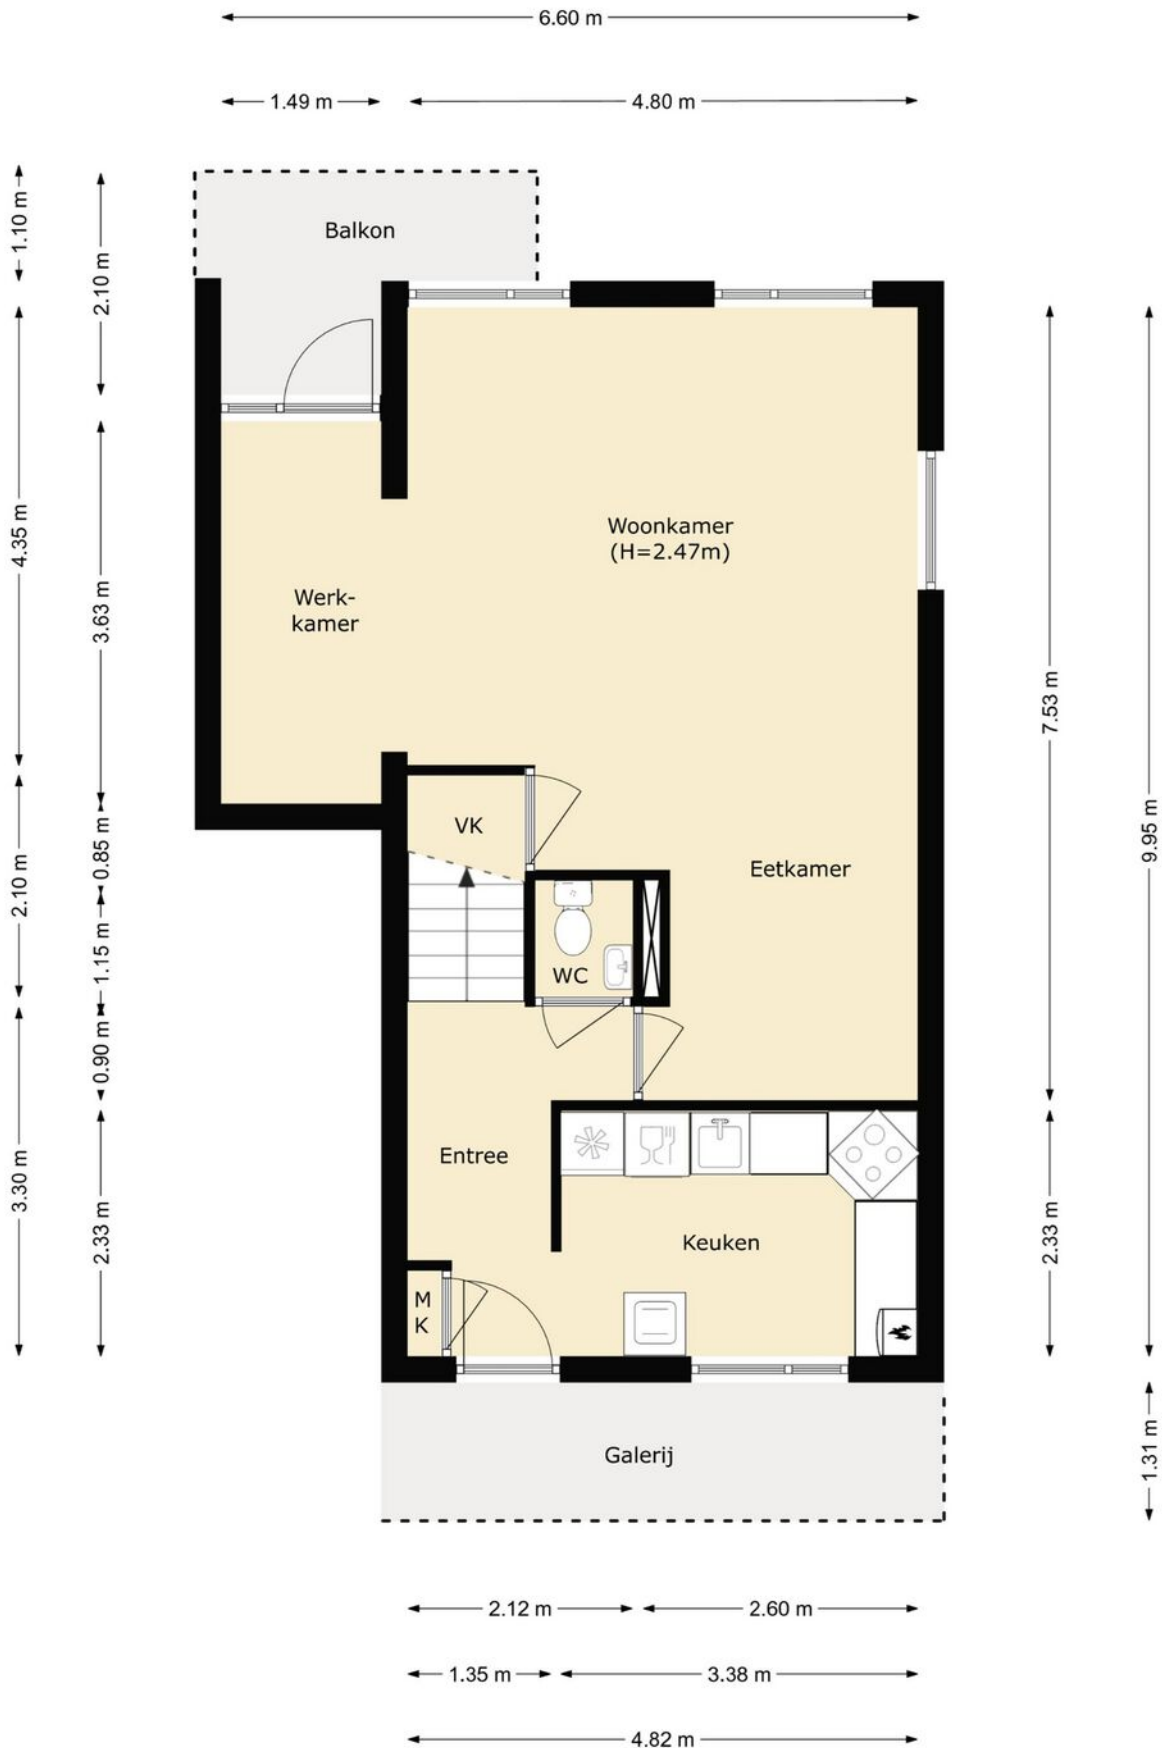 6.60 m
1.49 m
4.80 m
1.10 m
2.10 m
Balkon
4.35 m
3.63 m
Woonkamer
(H=2.47m)
Werk-
kamer
7.53 m
9.95 m
VK
0.85 m
2.10 m
Eetkamer
1.15 m
WC
0.90 m
Entree
3.30 m
2.33 m
Keuken
2.33 m
M
K
Galerij
1.31 m
2.12 m
2.60 m
1.35 m
3.38 m
4.82 m